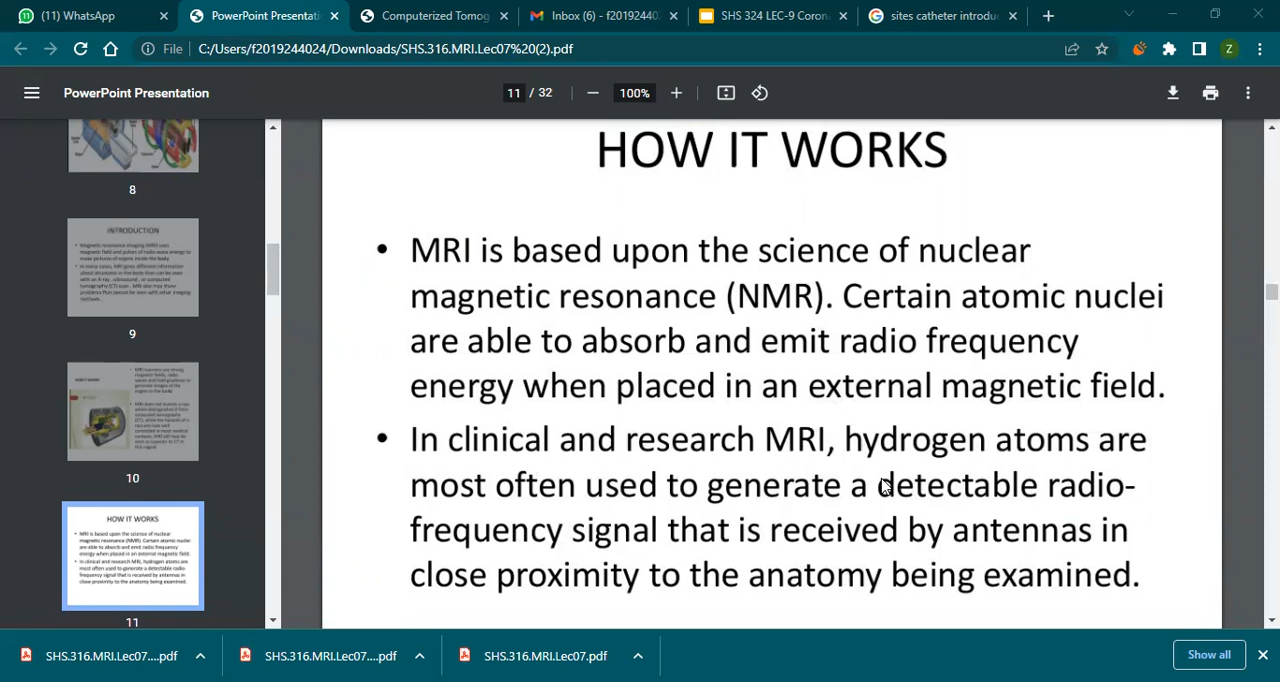 (11) WhatsApp
PowerPoint Presentati
Computerized Tomog
Inbox (6) - f20192440
SHS 324 LEC-9 Coron
sites catheter introdu
File
C:/Users/f2019244024/Downloads/SHS.316.MRI.Lec07%20(2).pdf
Z
PowerPoint Presentation
11 / 32
100%
8
INTRODUCTION
9
10
HOW IT WORKS
11
HOW IT WORKS
• MRI is based upon the science of nuclear
magnetic resonance (NMR). Certain atomic nuclei
are able to absorb and emit radio frequency
energy when placed in an external magnetic field.
• In clinical and research MRI, hydrogen atoms are
most often used to generate a detectable radio-
frequency signal that is received by antennas in
close proximity to the anatomy being examined.
SHS.316.MRI.Lec07....pdf
SHS.316.MRI.Lec07....pdf
SHS.316.MRI.Lec07.pdf
Show all